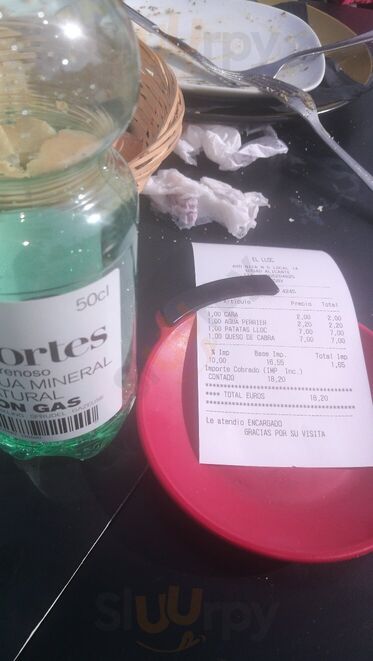 50cl
ortes
renoso
UA MINERAL
ATURAL
ON GAS
EL LLOC
Artículo Precio Total
1,00 CAÑA 2,00 2,00
1,00 AGUA PERRIER 2,20 2,20
1,00 PATATAS LLOC 7,00 7,00
1,00 QUESO DE CABRA 7,00 7,00
% Imp Base Imp. Total Imp
10,00 16,55 1,65
Importe Cobrado (IMP Inc.)
CONTADO 18,20
**** TOTAL EUROS 18,20
Le atendio ENCARGADO
GRACIAS POR SU VISITA
slurpy